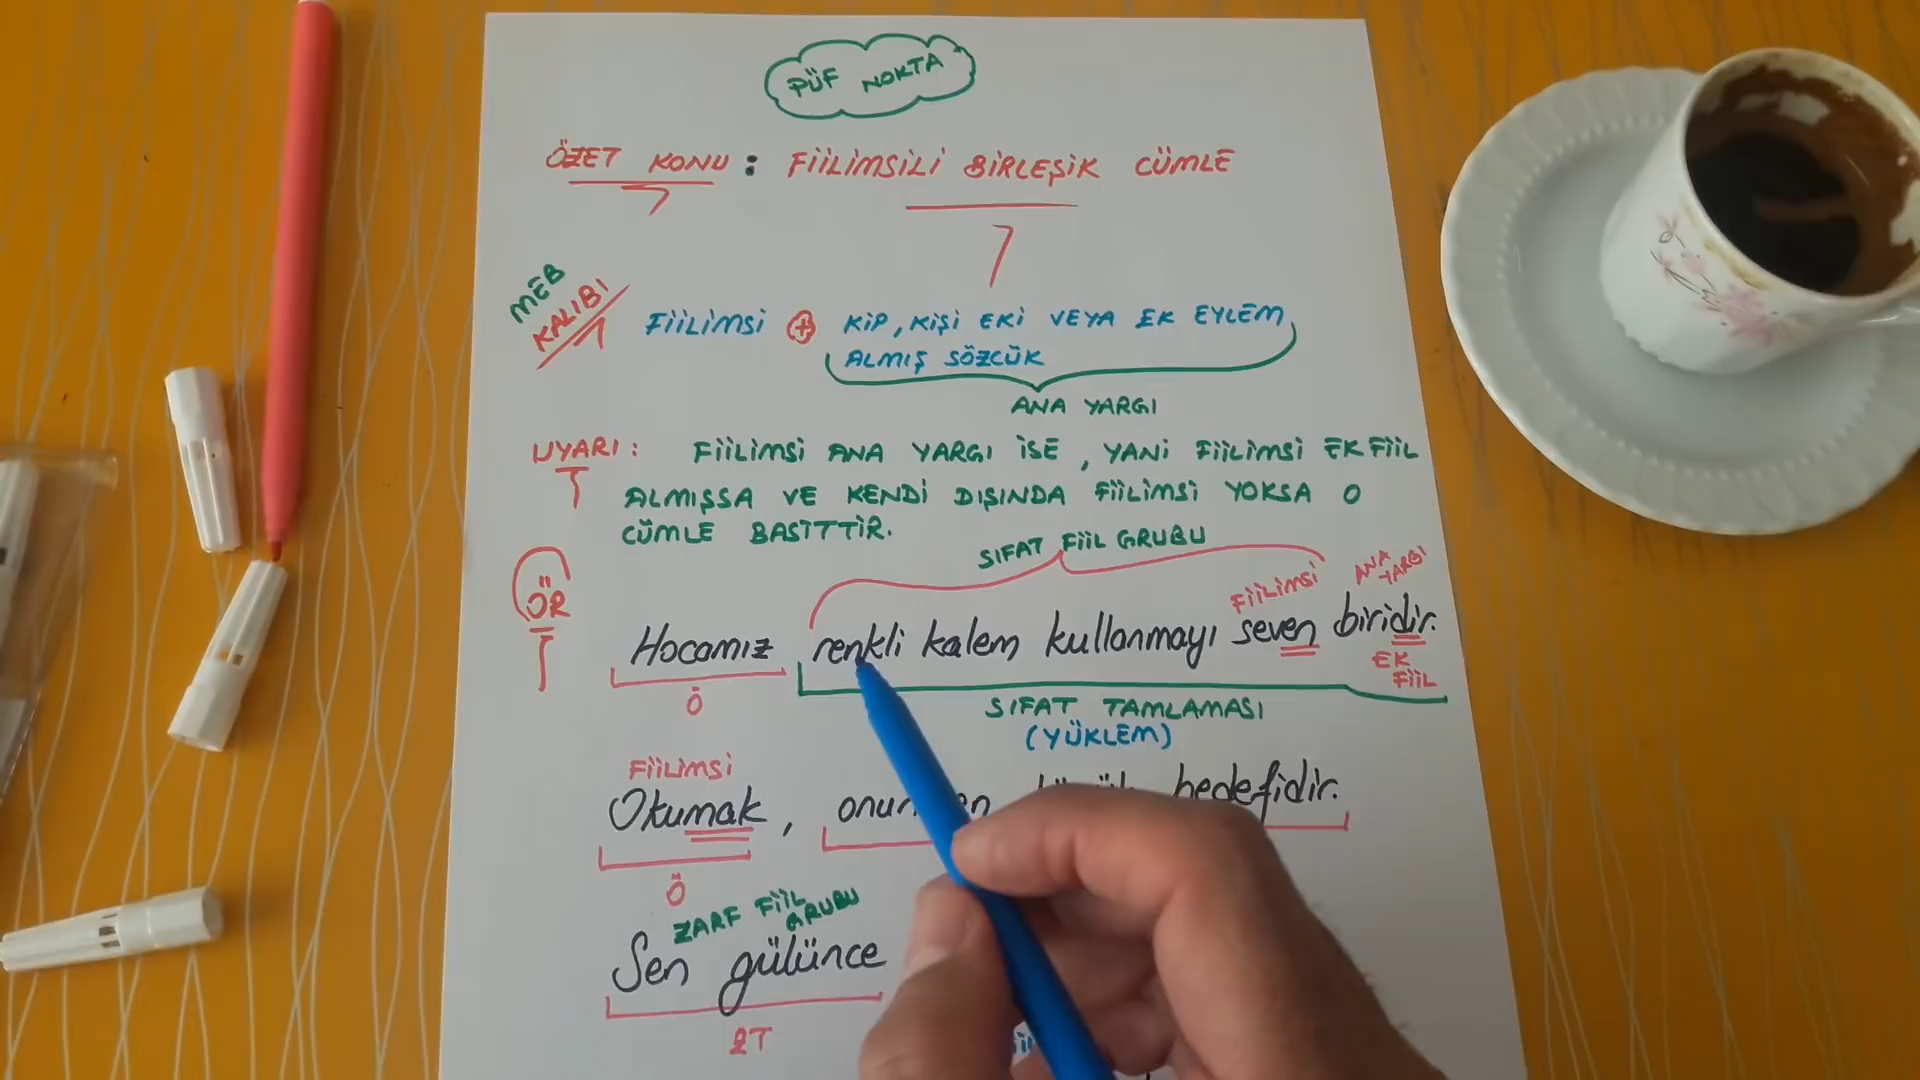 PÜF NOKTA
ÖZET KONU : FİİLİMSİLİ BİRLEŞİK CÜMLE
MEB
KALIBI
FİİLİMSİ + KİP, KİŞİ EKİ VEYA EK EYLEM
ALMIŞ SÖZCÜK
ANA YARGI
UYARI : FİİLİMSİ ANA YARGI İSE , YANİ FİİLİMSİ EK FİİL
ALMIŞSA VE KENDİ DIŞINDA FİİLİMSİ YOKSA O
CÜMLE BASİTTİR.
SIFAT FİİL GRUBU
ÖR
FİİLİMSİ
ANA
YARGI
Hocamız renkli kalem kullanmayı seven biridir.
EK
FİİL
Ö
SIFAT TAMLAMASI
(YÜKLEM)
FİİLİMSİ
Okumak , hedefidir.
Ö
ZARF FİİL
GRUBU
Sen gülünce
ZT